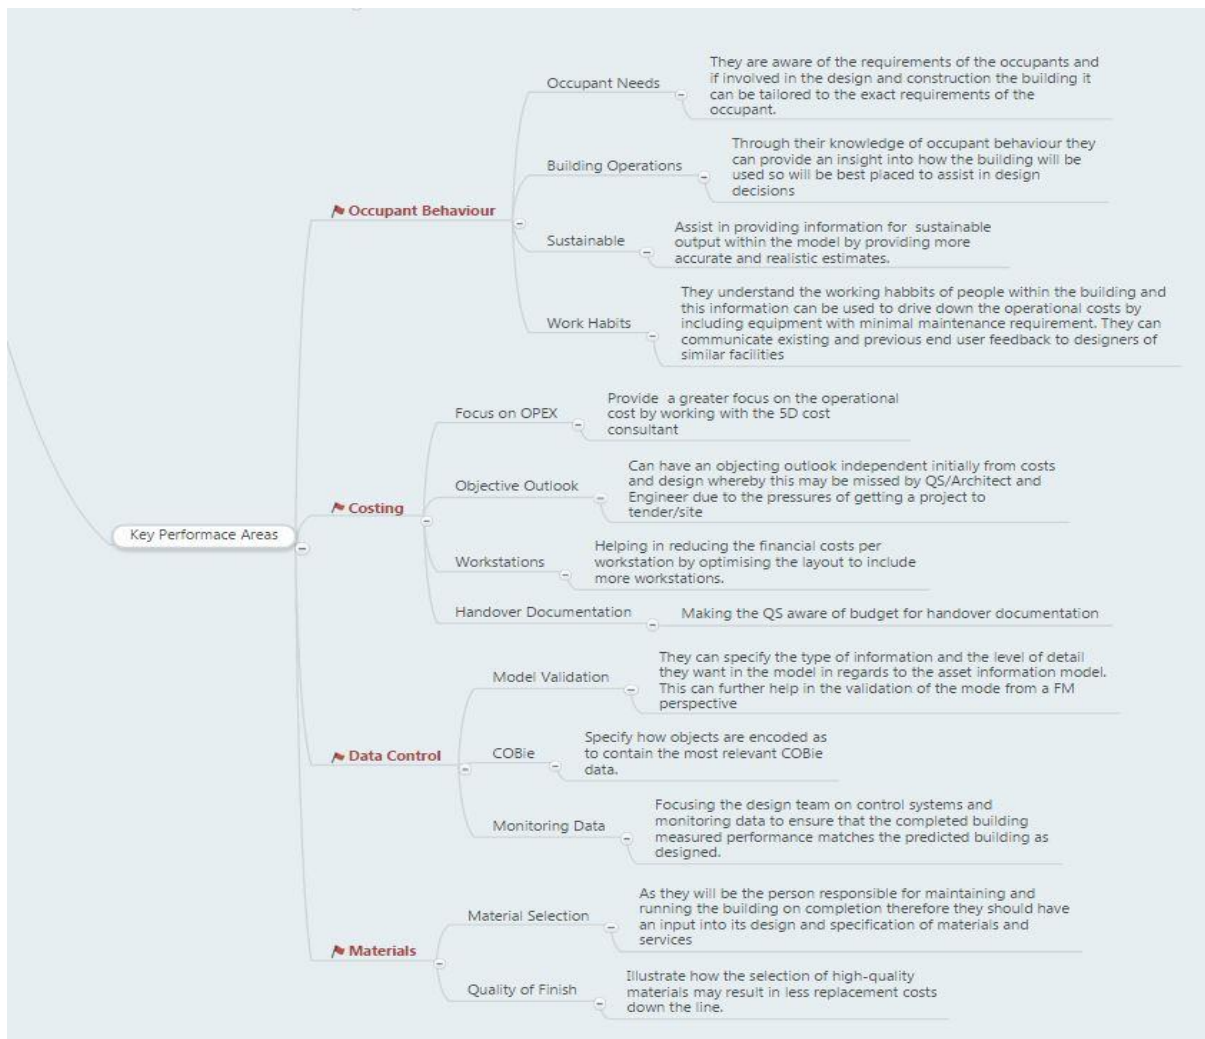 Key Performace Areas
Occupant Behaviour
Occupant Needs
They are aware of the requirements of the occupants and
if involved in the design and construction the building it
can be tailored to the exact requirements of the
occupant.
Building Operations
Through their knowledge of occupant behaviour they
can provide an insight into how the building will be
used so will be best placed to assist in design
decisions
Sustainable
Assist in providing information for sustainable
output within the model by providing more
accurate and realistic estimates.
Work Habits
They understand the working habbits of people within the building and
this information can be used to drive down the operational costs by
including equipment with minimal maintenance requirement. They can
communicate existing and previous end user feedback to designers of
similar facilities
Costing
Focus on OPEX
Provide a greater focus on the operational
cost by working with the 5D cost
consultant
Objective Outlook
Can have an objecting outlook independent initially from costs
and design whereby this may be missed by QS/Architect and
Engineer due to the pressures of getting a project to
tender/site
Workstations
Helping in reducing the financial costs per
workstation by optimising the layout to include
more workstations.
Handover Documentation
Making the QS aware of budget for handover documentation
Data Control
Model Validation
They can specify the type of information and the level of detail
they want in the model in regards to the asset information model.
This can further help in the validation of the mode from a FM
perspective
COBie
Specify how objects are encoded as
to contain the most relevant COBie
data.
Monitoring Data
Focusing the design team on control systems and
monitoring data to ensure that the completed building
measured performance matches the predicted building as
designed.
Materials
Material Selection
As they will be the person responsible for maintaining and
running the building on completion therefore they should have
an input into its design and specification of materials and
services
Quality of Finish
Illustrate how the selection of high-quality
materials may result in less replacement costs
down the line.